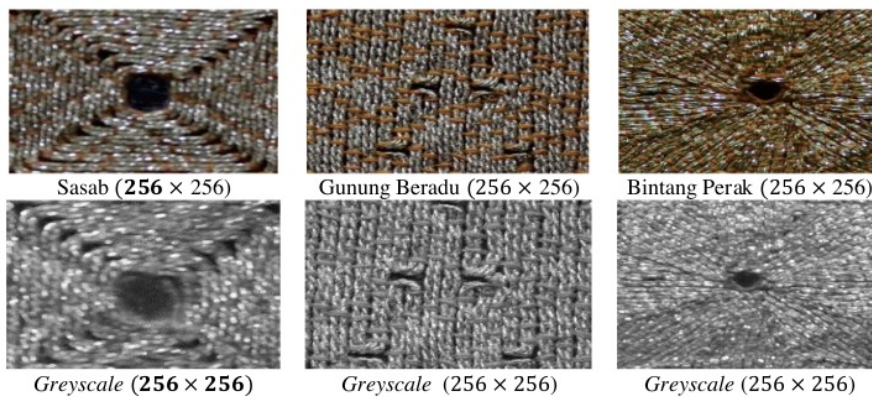 Sasab (256 × 256)
Gunung Beradu (256 × 256)
Bintang Perak (256 × 256)
Greyscale (256 × 256)
Greyscale (256 × 256)
Greyscale (256 × 256)